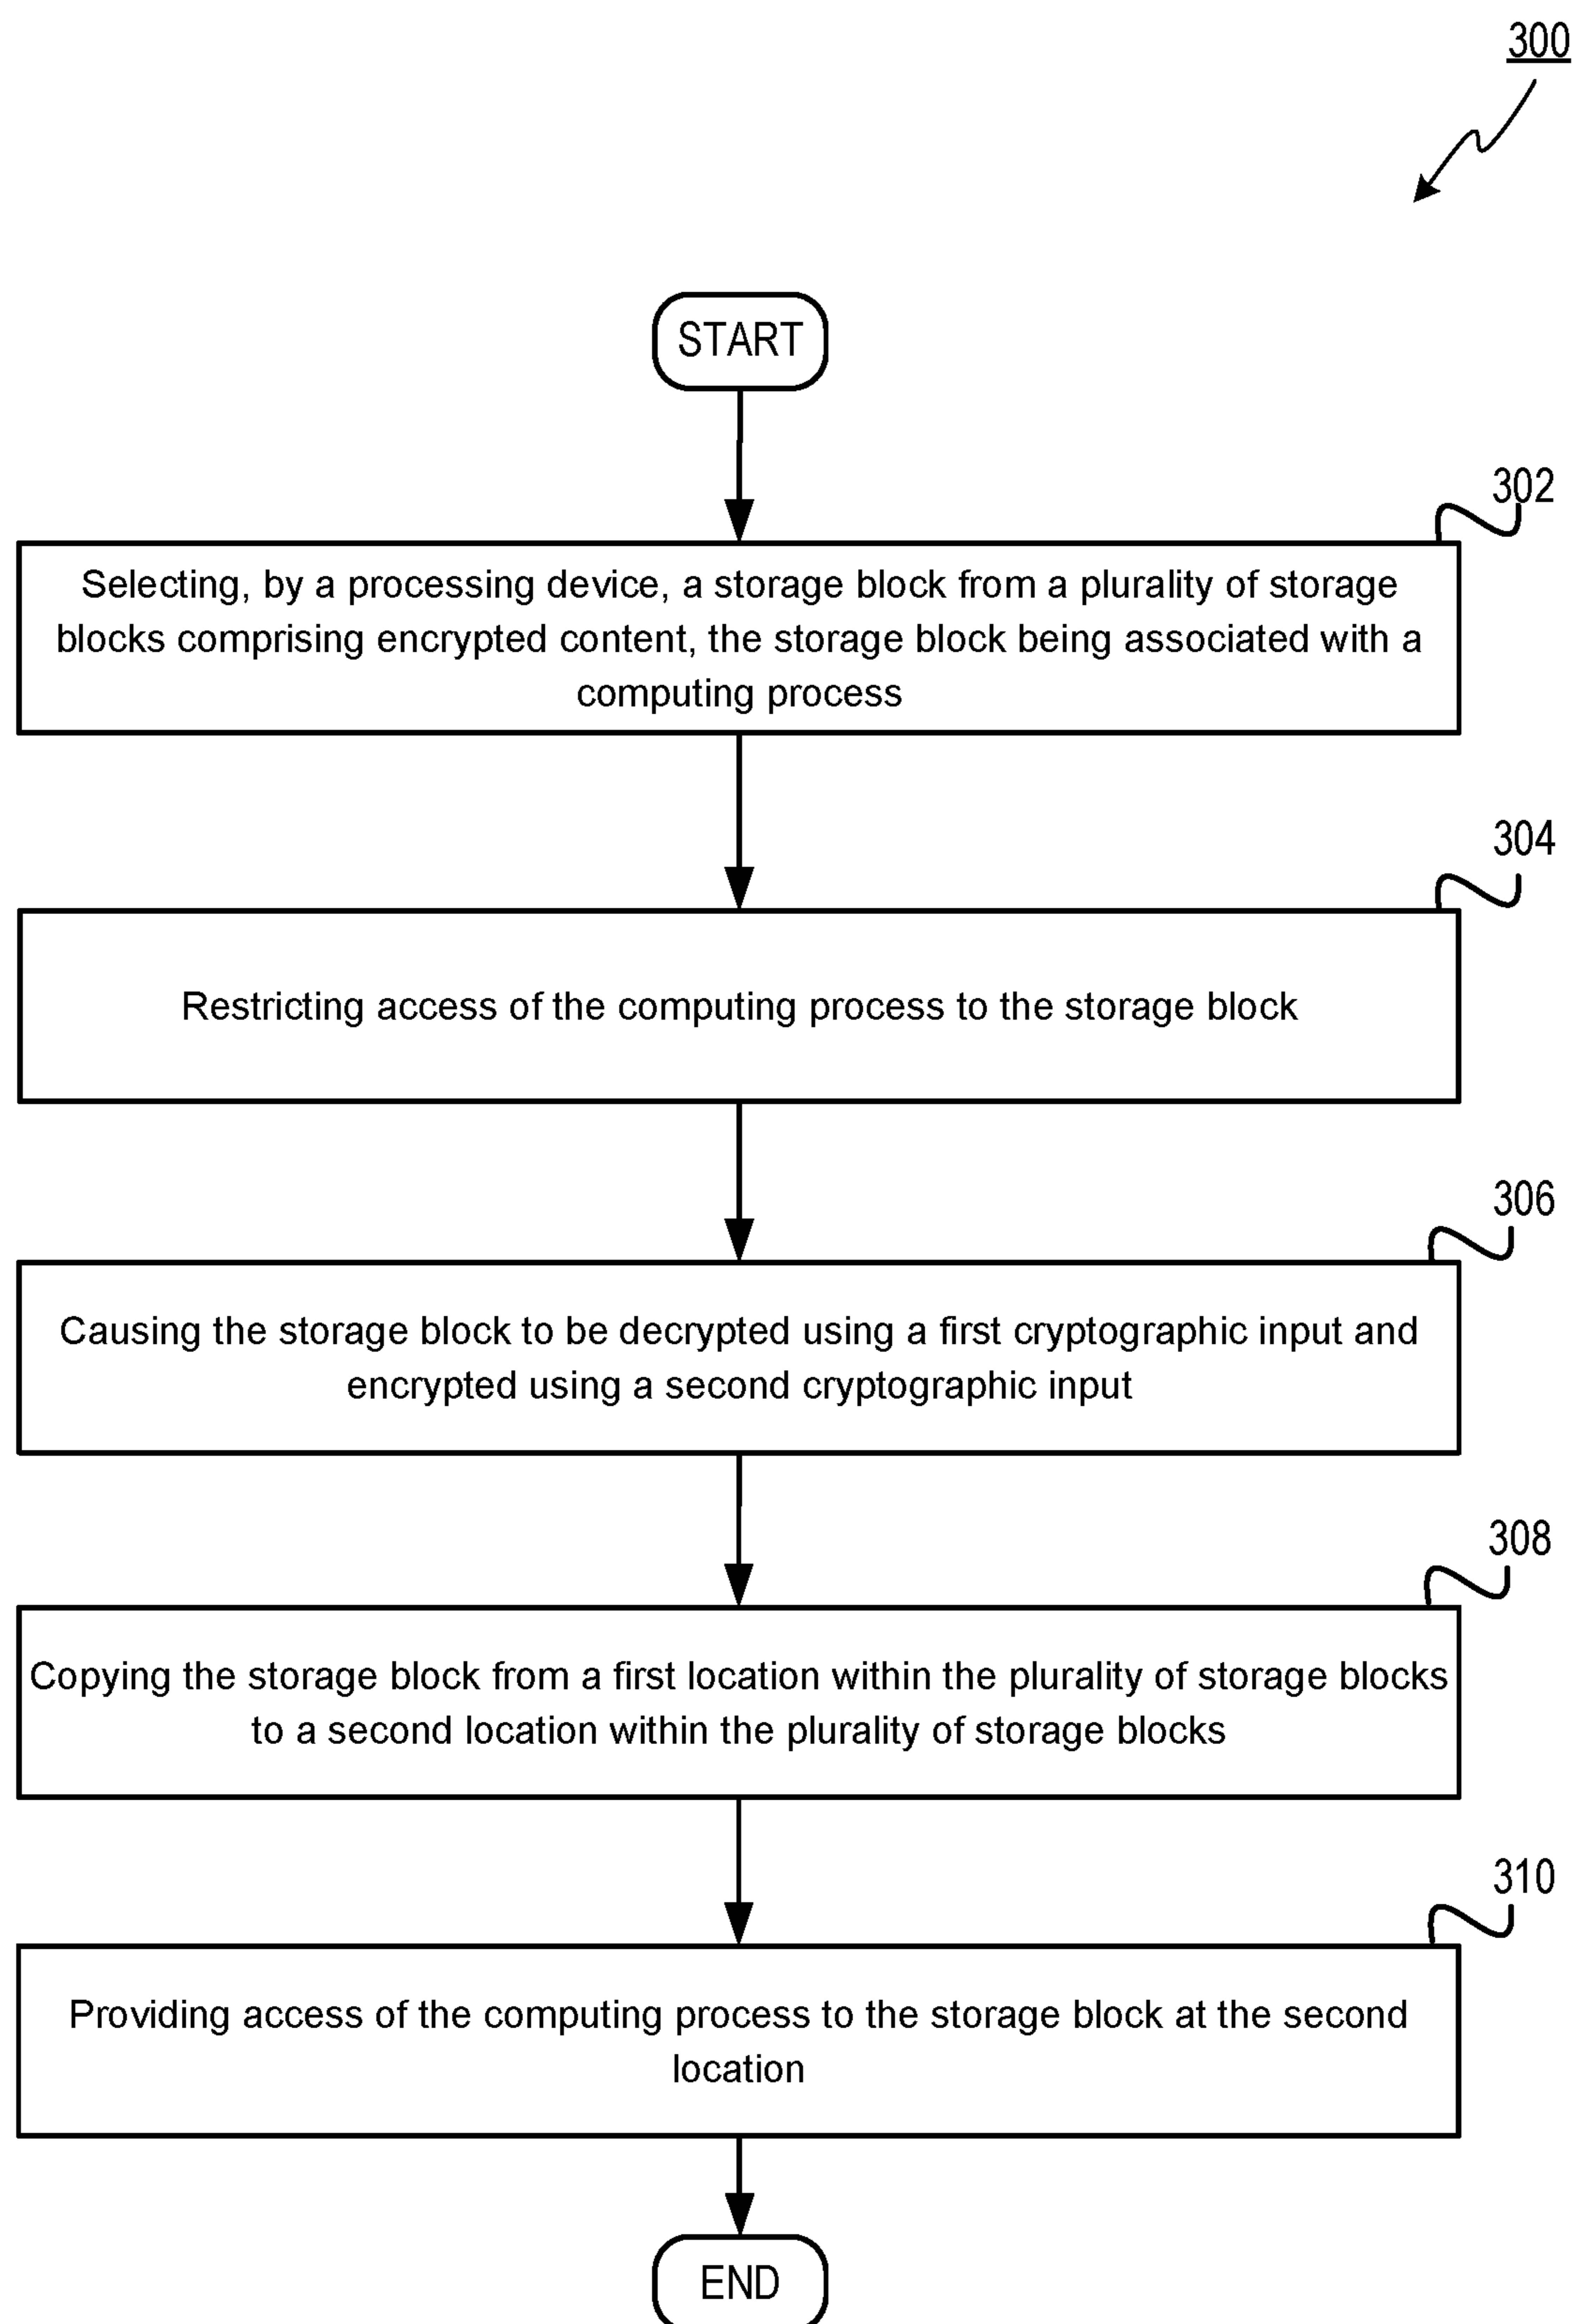 300
START
302
Selecting, by a processing device, a storage block from a plurality of storage
blocks comprising encrypted content, the storage block being associated with a
computing process
304
Restricting access of the computing process to the storage block
306
Causing the storage block to be decrypted using a first cryptographic input and
encrypted using a second cryptographic input
308
Copying the storage block from a first location within the plurality of storage blocks
to a second location within the plurality of storage blocks
310
Providing access of the computing process to the storage block at the second
location
END